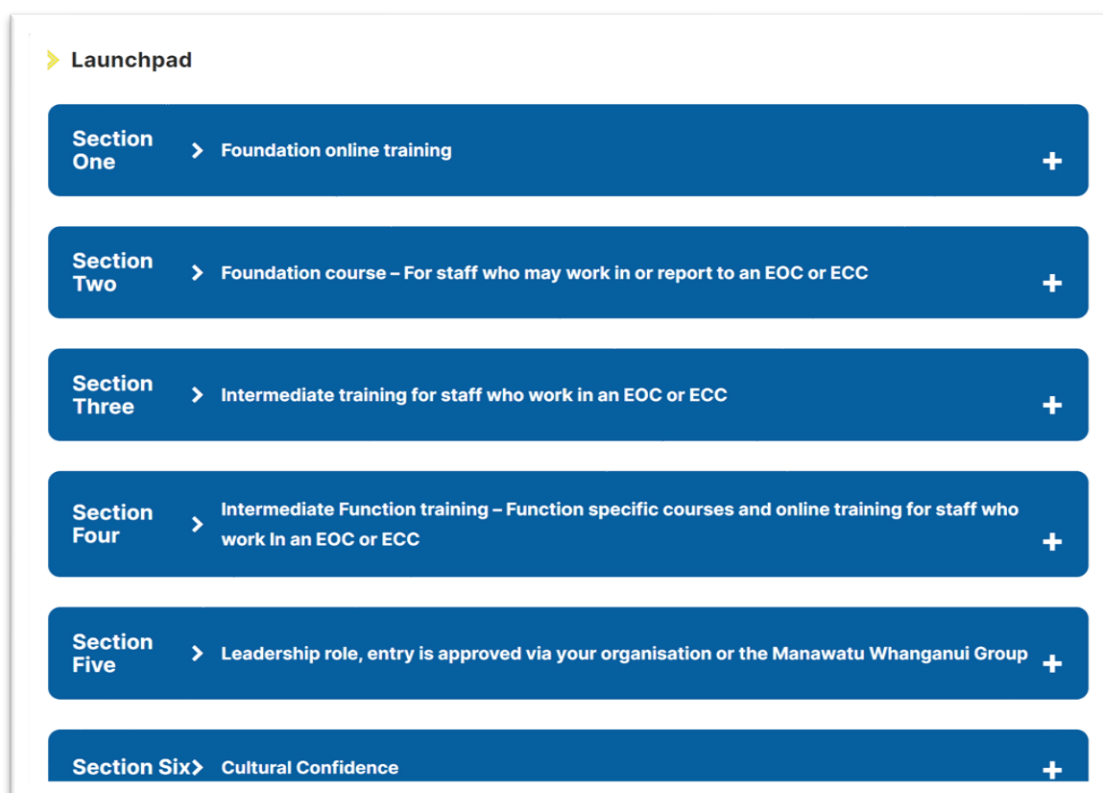 Launchpad
Section
One
Foundation online training
Section
Two
Foundation course – For staff who may work in or report to an EOC or ECC
Section
Three
Intermediate training for staff who work in an EOC or ECC
Section
Four
Intermediate Function training – Function specific courses and online training for staff who
work In an EOC or ECC
Section
Five
Leadership role, entry is approved via your organisation or the Manawatu Whanganui Group
Section Six
Cultural Confidence